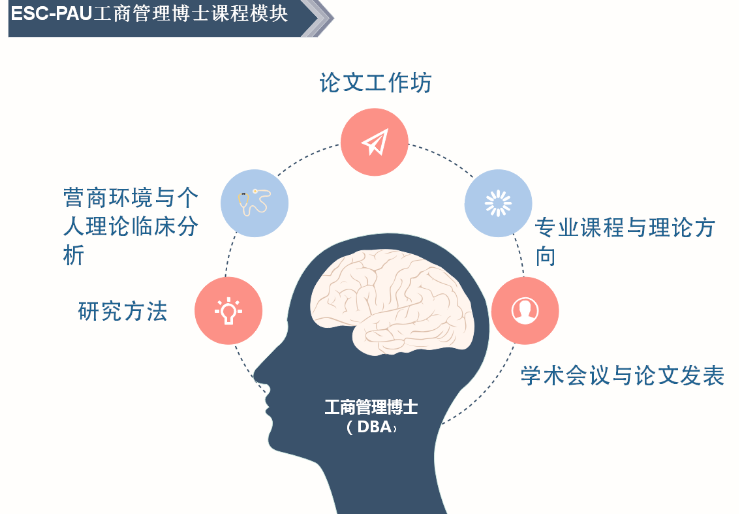 ESC-PAU工商管理博士课程模块
论文工作坊
营商环境与个
人理论临床分
析
专业课程与理论方
向
研究方法
学术会议与论文发表
工商管理博士
（DBA）